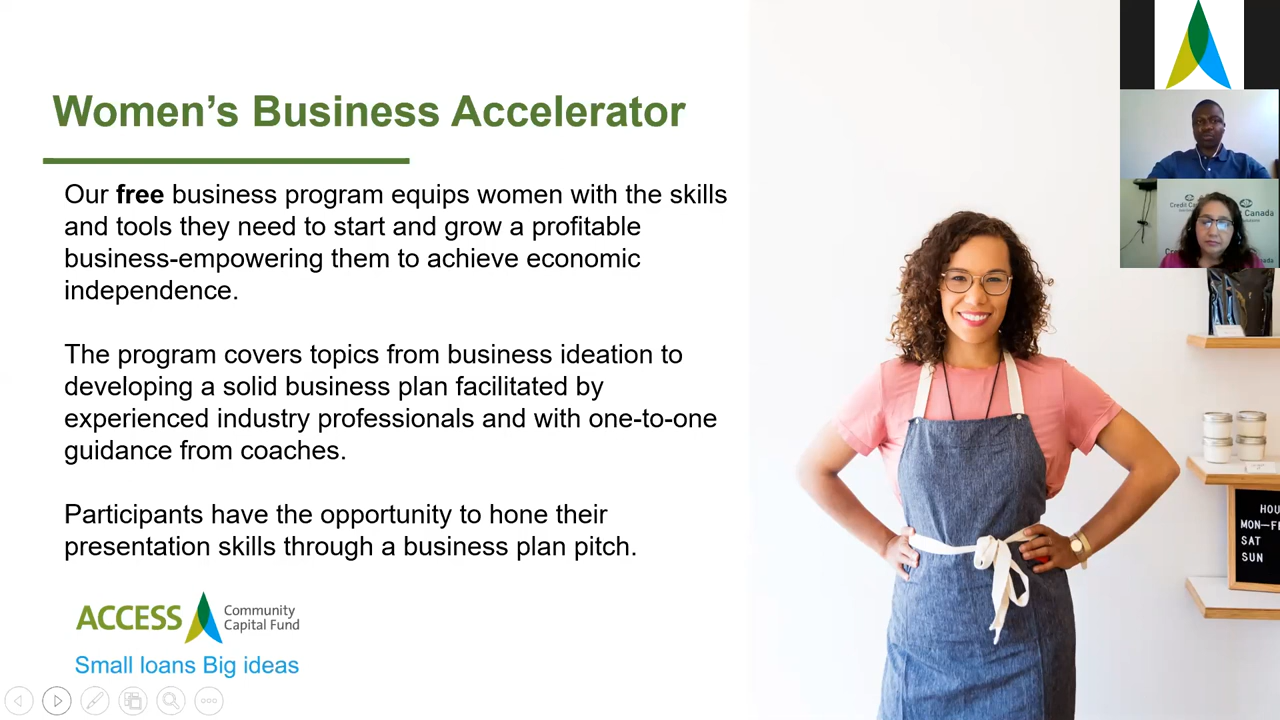 Women's Business Accelerator
Our free business program equips women with the skills
and tools they need to start and grow a profitable
business-empowering them to achieve economic
independence.
The program covers topics from business ideation to
developing a solid business plan facilitated by
experienced industry professionals and with one-to-one
guidance from coaches.
Participants have the opportunity to hone their
presentation skills through a business plan pitch.
ACCESS Community
Capital Fund
Small loans Big ideas
Credit Canada
HOU
MON-F
SAT
SUN